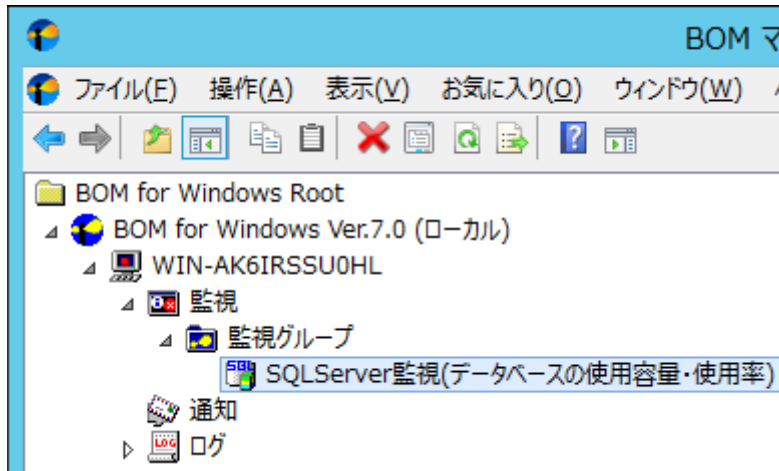 BOM マ
ファイル(F) 操作(A) 表示(V) お気に入り(O) ウィンドウ(W)
BOM for Windows Root
BOM for Windows Ver.7.0 (ローカル)
WIN-AK6IRSSU0HL
監視
監視グループ
SQLServer監視(データベースの使用容量・使用率)
通知
ログ